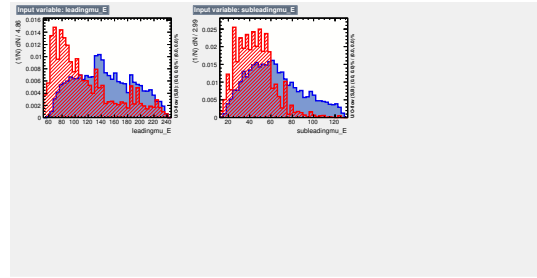 Input variable: leadingmu_E
Input variable: subleadingmu_E
(1/N) dN / 4.86
0.016
0.014
0.012
0.01
0.008
0.006
0.004
0.002
0
60 80 100 120 140 160 180 200 220 240
leadingmu_E
(1/N) dN / 2.99
0.025
0.02
0.015
0.01
0.005
0
20 40 60 80 100 120
subleadingmu_E